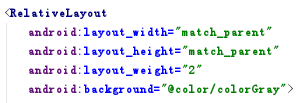 <RelativeLayout
android:layout_width="match_parent"
android:layout_height="match_parent"
android:layout_weight="2"
android:background="@color/colorGray">